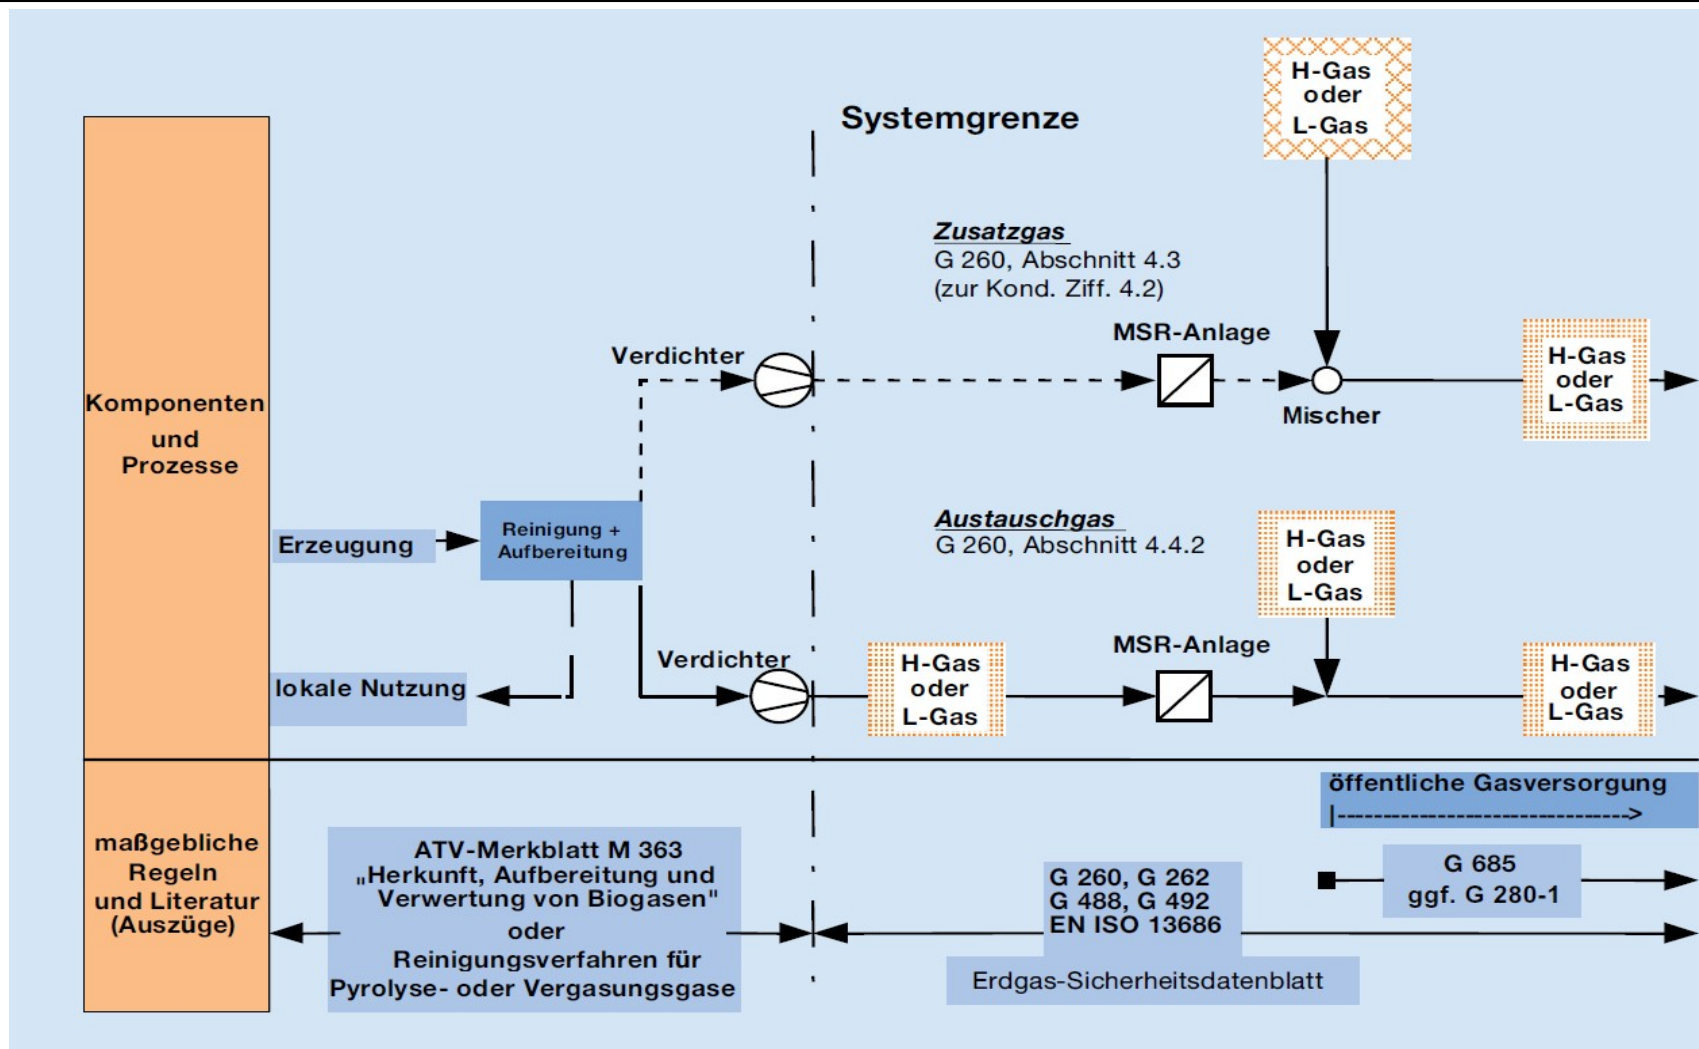 H-Gas
oder
L-Gas
Systemgrenze
Zusatzgas
G 260, Abschnitt 4.3
(zur Kond. Ziff. 4.2)
Verdichter
MSR-Anlage
Mischer
H-Gas
oder
L-Gas
Komponenten
und
Prozesse
Erzeugung
Reinigung +
Aufbereitung
Austauschgas
G 260, Abschnitt 4.4.2
H-Gas
oder
L-Gas
lokale Nutzung
Verdichter
H-Gas
oder
L-Gas
MSR-Anlage
H-Gas
oder
L-Gas
öffentliche Gasversorgung
|-------------------------------->
maßgebliche
Regeln
und Literatur
(Auszüge)
ATV-Merkblatt M 363
„Herkunft, Aufbereitung und
Verwertung von Biogasen"
oder
Reinigungsverfahren für
Pyrolyse- oder Vergasungsgase
G 260, G 262
G 488, G 492
EN ISO 13686
Erdgas-Sicherheitsdatenblatt
G 685
ggf. G 280-1